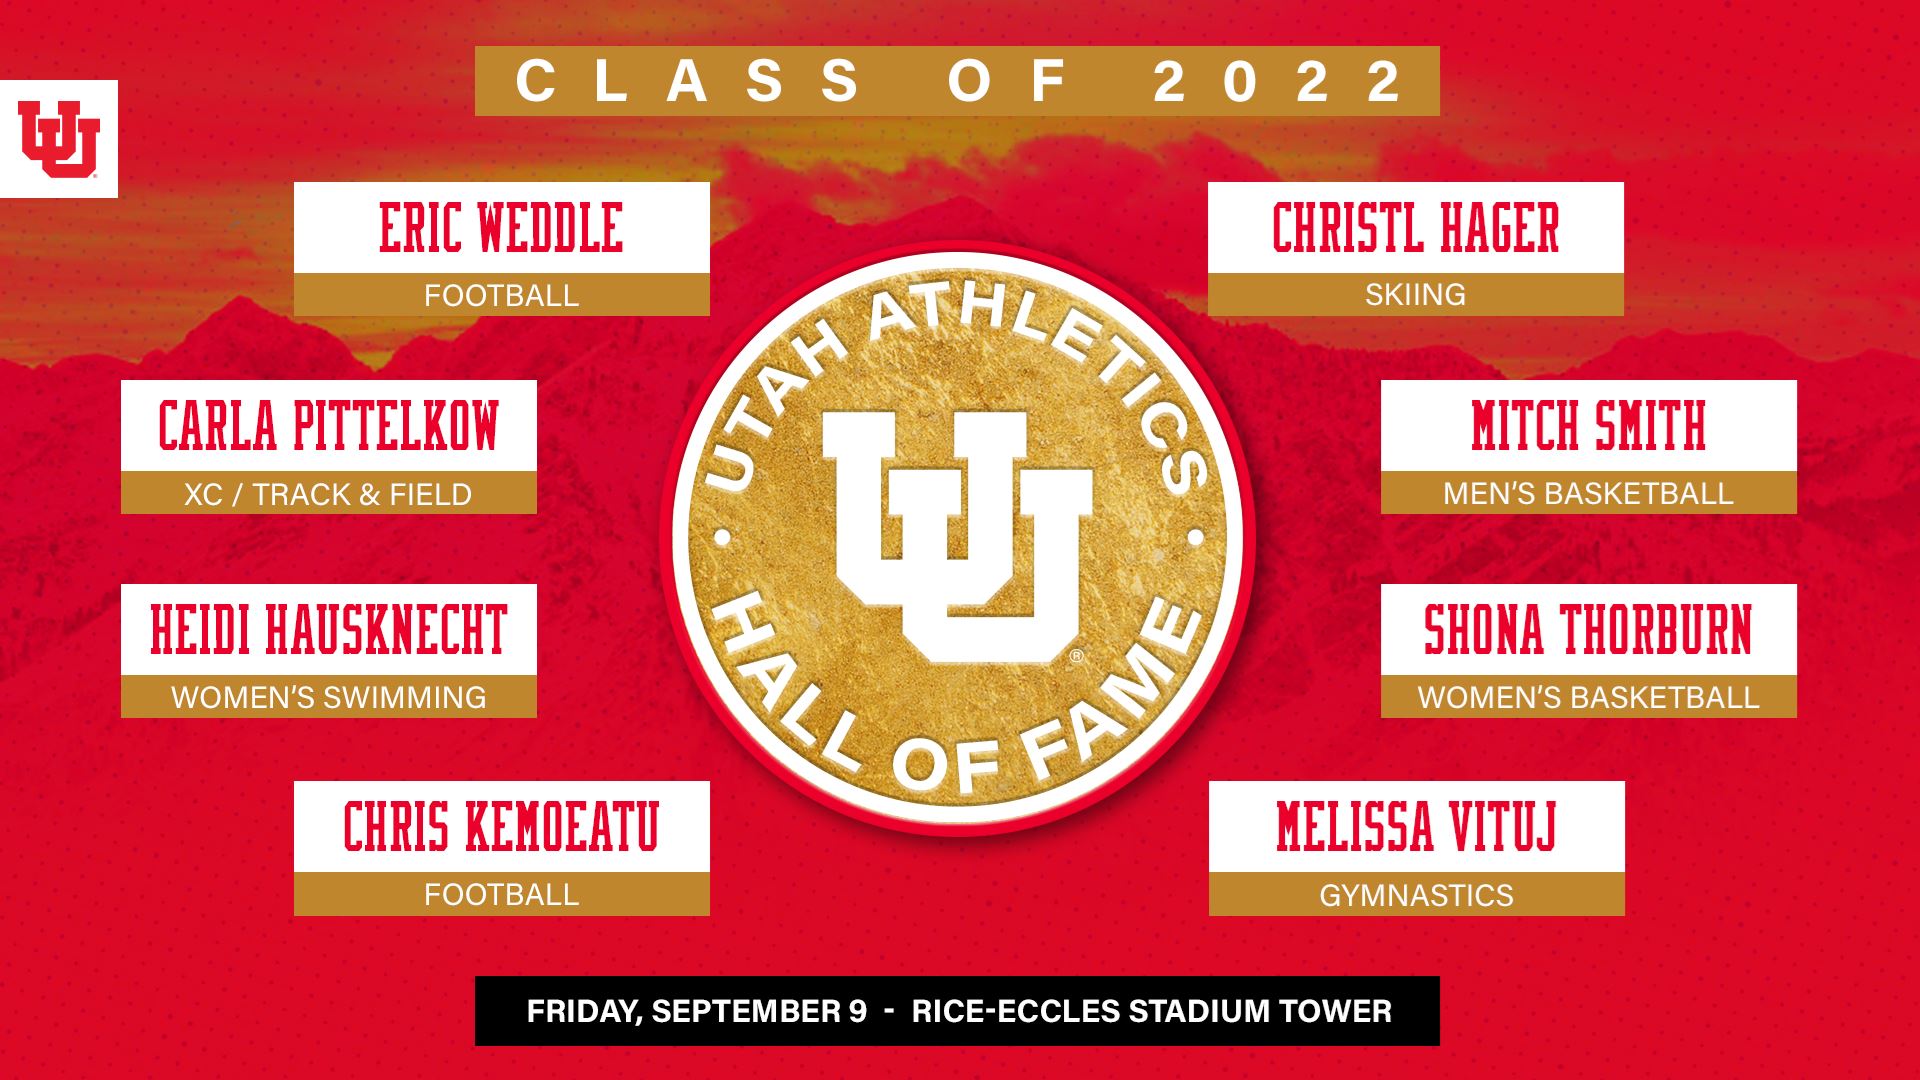 CLASS OF 2022
ERIC WEDDLE
FOOTBALL
CHRISTL HAGER
SKIING
CARLA PITTELKOW
XC / TRACK & FIELD
MITCH SMITH
MEN'S BASKETBALL
HEIDI HAUSKNECHT
WOMEN'S SWIMMING
SHONA THORBURN
WOMEN'S BASKETBALL
CHRIS KEMOEATU
FOOTBALL
MELISSA VITUJ
GYMNASTICS
UTAH ATHLETICS
UU
®
HALL OF FAME
FRIDAY, SEPTEMBER 9 - RICE-ECCLES STADIUM TOWER